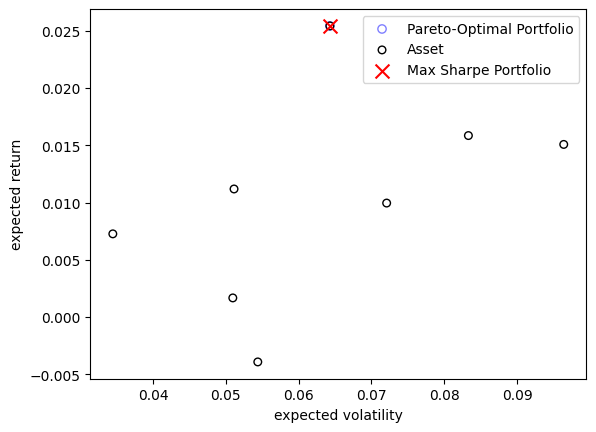 Pareto-Optimal Portfolio
Asset
Max Sharpe Portfolio
expected return
0.025
0.020
0.015
0.010
0.005
0.000
−0.005
0.04 0.05 0.06 0.07 0.08 0.09
expected volatility